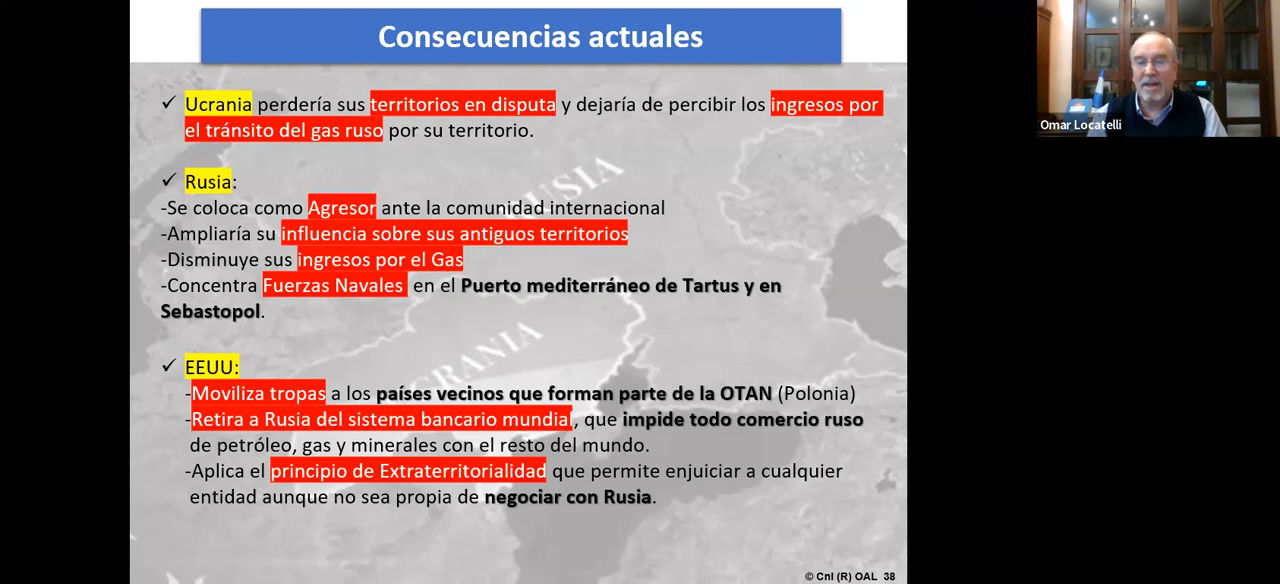 Consecuencias actuales
Omar Locatelli
✓ Ucrania perdería sus territorios en disputa y dejaría de percibir los ingresos por
el tránsito del gas ruso por su territorio.
✓ Rusia:
-Se coloca como Agresor ante la comunidad internacional
-Ampliaría su influencia sobre sus antiguos territorios
-Disminuye sus ingresos por el Gas
-Concentra Fuerzas Navales en el Puerto mediterráneo de Tartus y en
Sebastopol.
✓ EEUU:
-Moviliza tropas a los países vecinos que forman parte de la OTAN (Polonia)
-Retira a Rusia del sistema bancario mundial, que impide todo comercio ruso
de petróleo, gas y minerales con el resto del mundo.
-Aplica el principio de Extraterritorialidad que permite enjuiciar a cualquier
entidad aunque no sea propia de negociar con Rusia.
RUSIA
UCRANIA
© Cnl (R) OAL 38